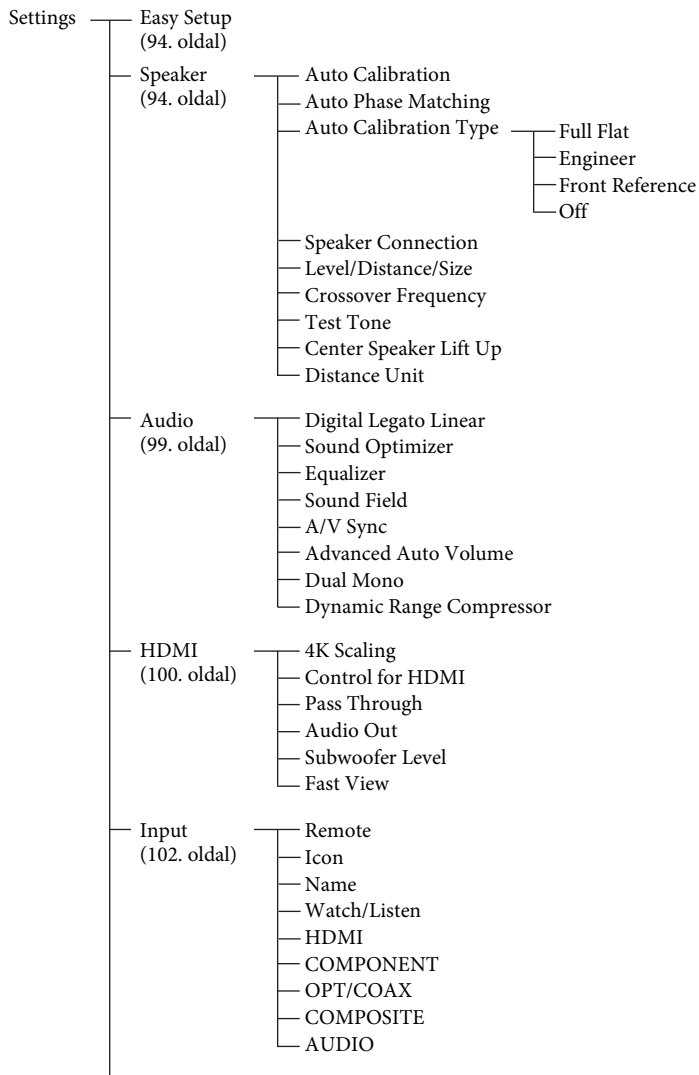 Settings
Easy Setup
(94. oldal)
Speaker
(94. oldal)
Auto Calibration
Auto Phase Matching
Auto Calibration Type
Full Flat
Engineer
Front Reference
Off
Speaker Connection
Level/Distance/Size
Crossover Frequency
Test Tone
Center Speaker Lift Up
Distance Unit
Audio
(99. oldal)
Digital Legato Linear
Sound Optimizer
Equalizer
Sound Field
A/V Sync
Advanced Auto Volume
Dual Mono
Dynamic Range Compressor
HDMI
(100. oldal)
4K Scaling
Control for HDMI
Pass Through
Audio Out
Subwoofer Level
Fast View
Input
(102. oldal)
Remote
Icon
Name
Watch/Listen
HDMI
COMPONENT
OPT/COAX
COMPOSITE
AUDIO